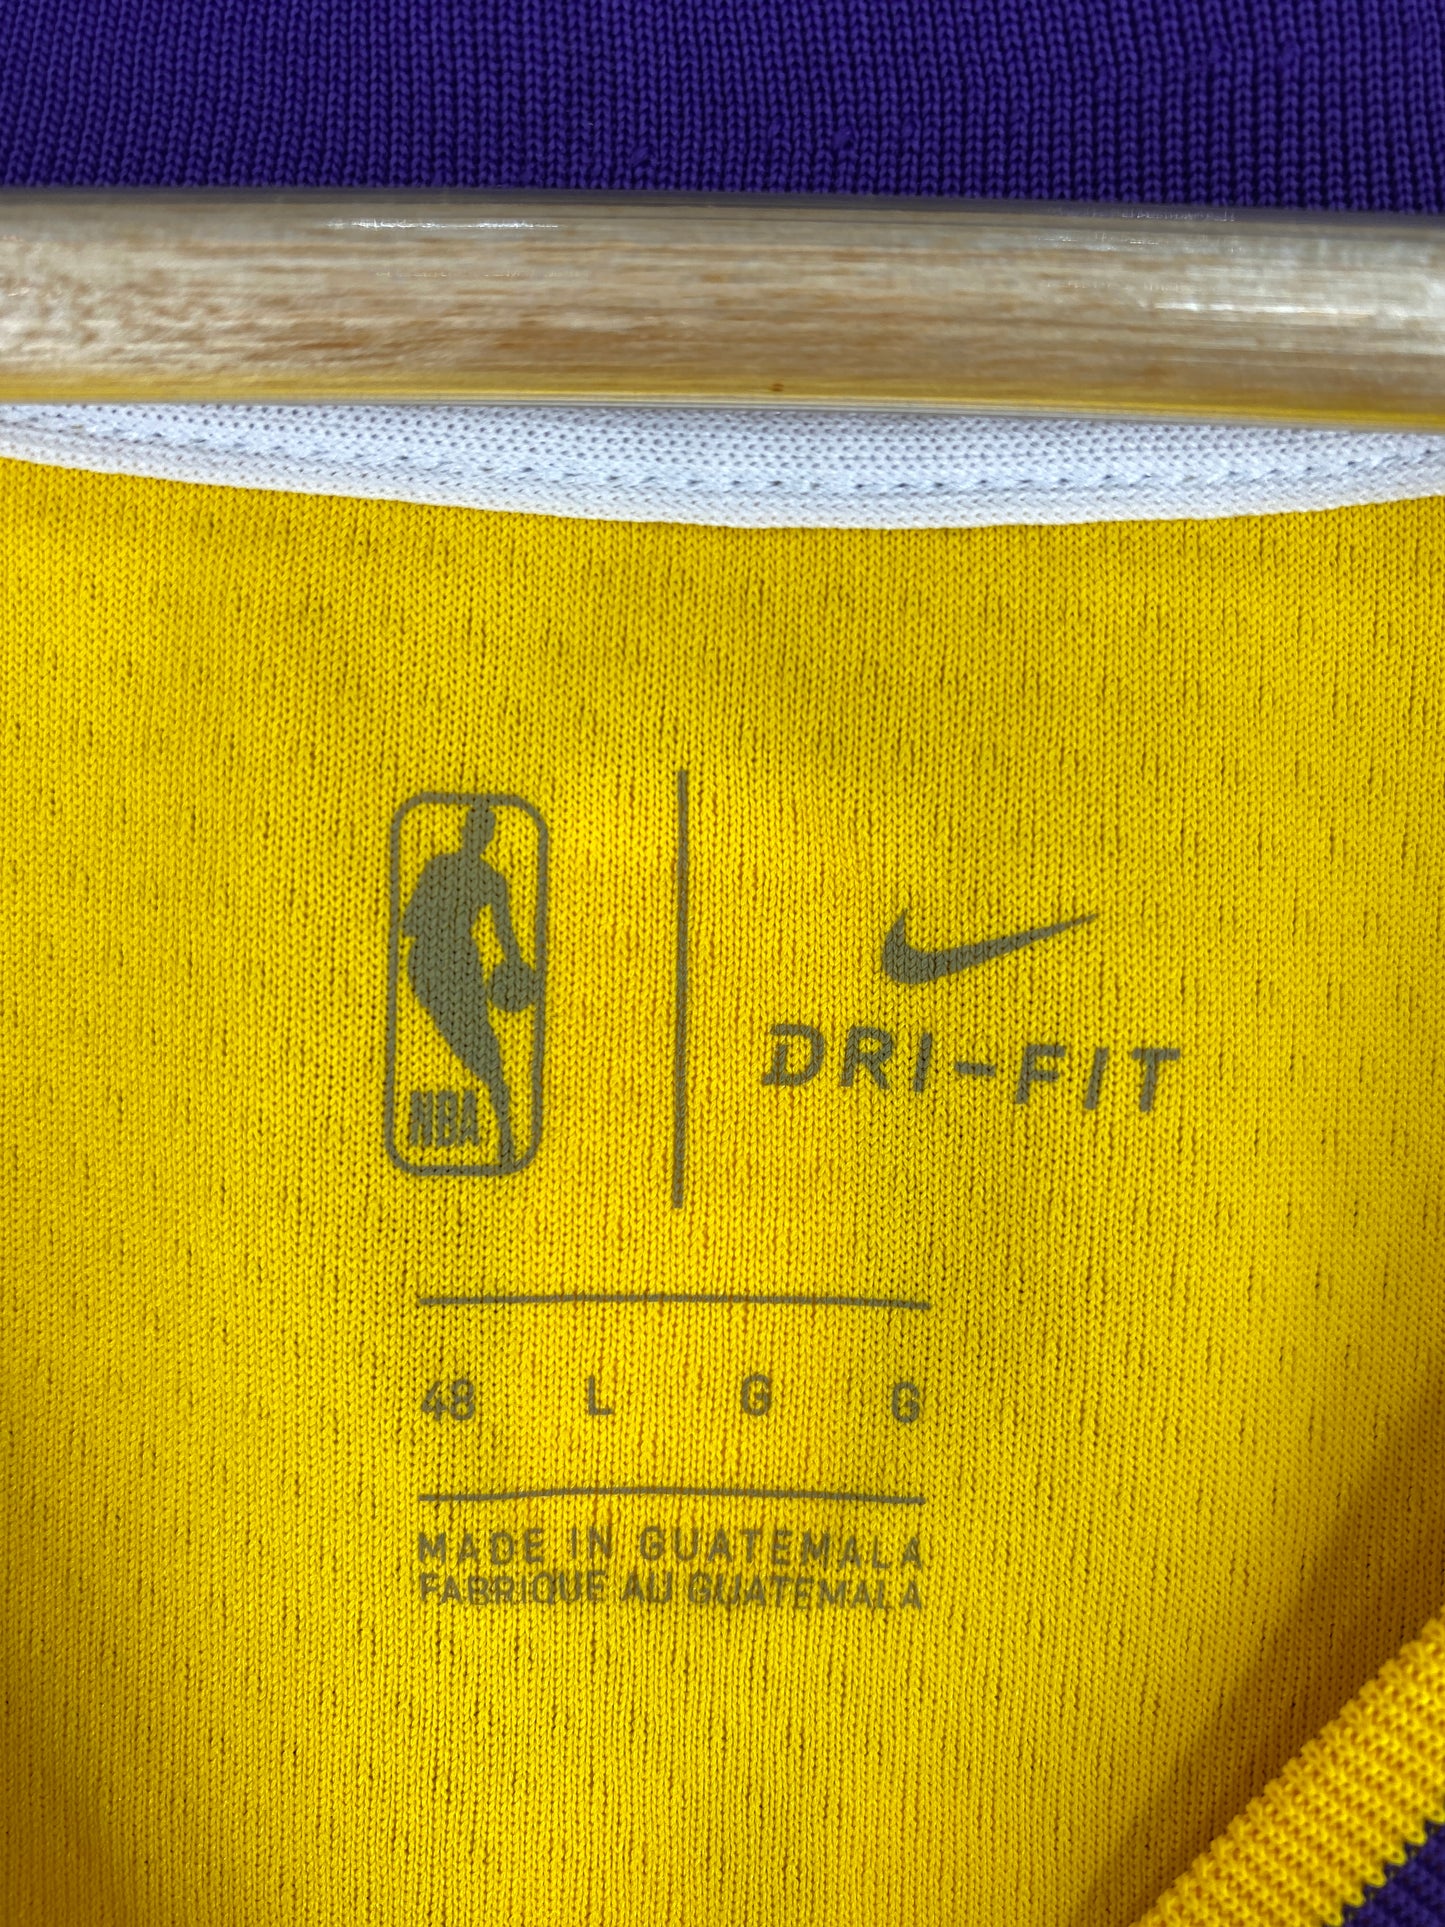 NBA
DRI-FIT
48 L G G
MADE IN GUATEMALA
FABRIQUE AU GUATEMALA